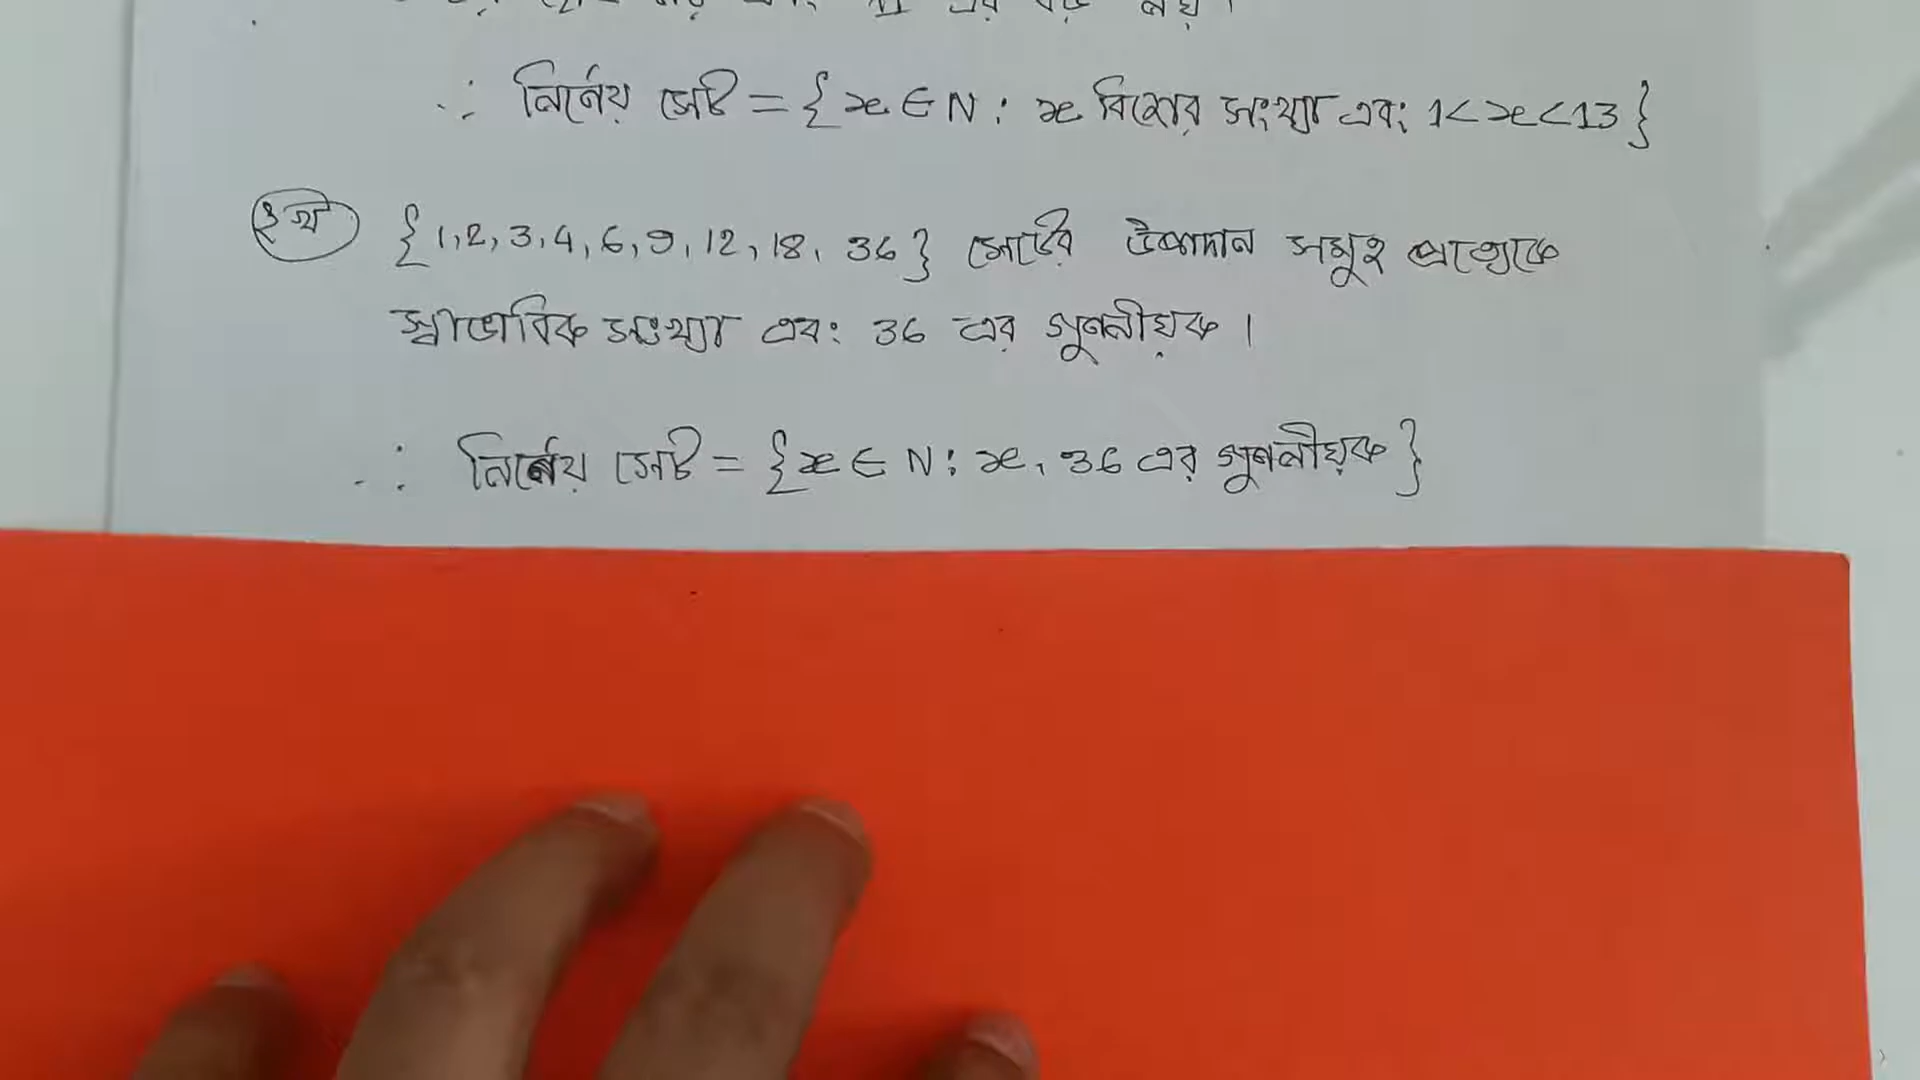 ∴ নির্নেয় সেট = {x ∈ N : x বিজোর সংখ্যা এবং 1<x<13}
২ খ {1,2,3,4,6,9,12,18, 36} সেটের উপাদান সমূহ প্রত্যেকে
স্বাভাবিক সংখ্যা এবং 36 এর গুণনীয়ক।
∴ নির্নেয় সেট = {x ∈ N : x, 36 এর গুণনীয়ক}